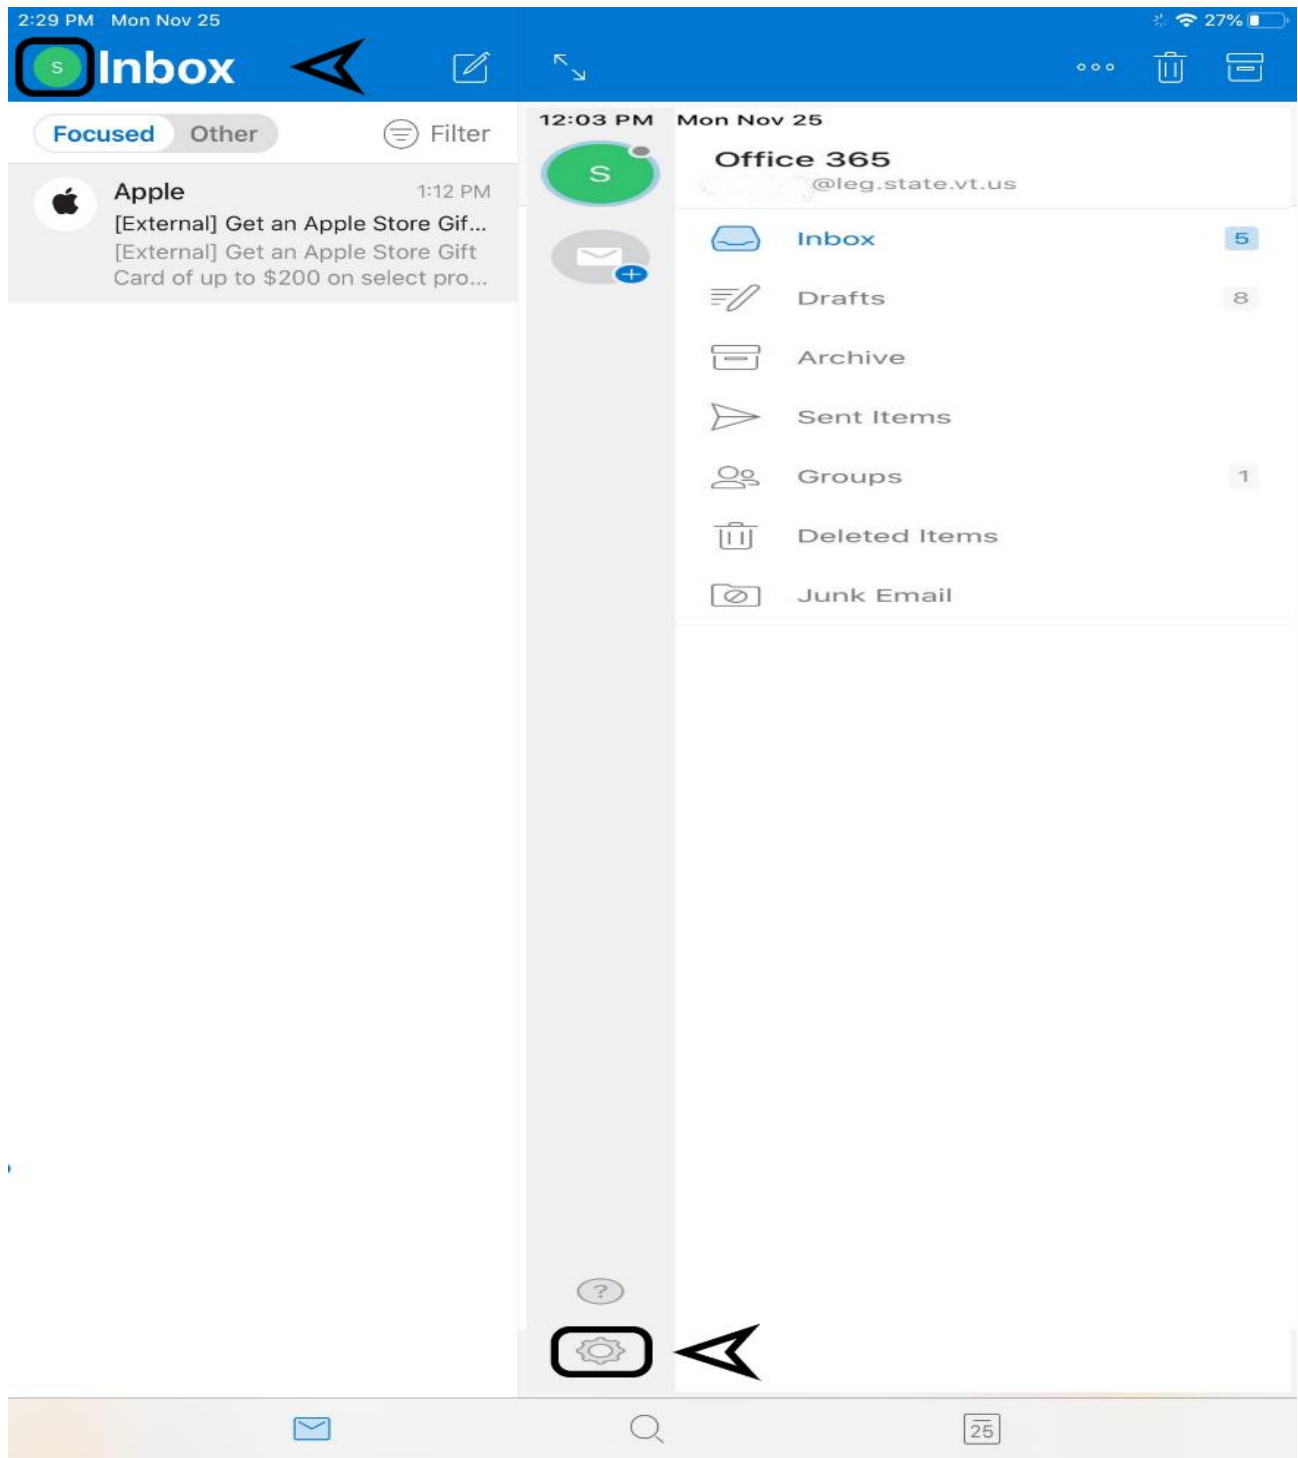 2:29 PM Mon Nov 25
27%
S Inbox
Focused Other Filter
Apple 1:12 PM
[External] Get an Apple Store Gif...
[External] Get an Apple Store Gift
Card of up to $200 on select pro...
12:03 PM Mon Nov 25
S
Office 365
@leg.state.vt.us
Inbox 5
Drafts 8
Archive
Sent Items
Groups 1
Deleted Items
Junk Email
?
25